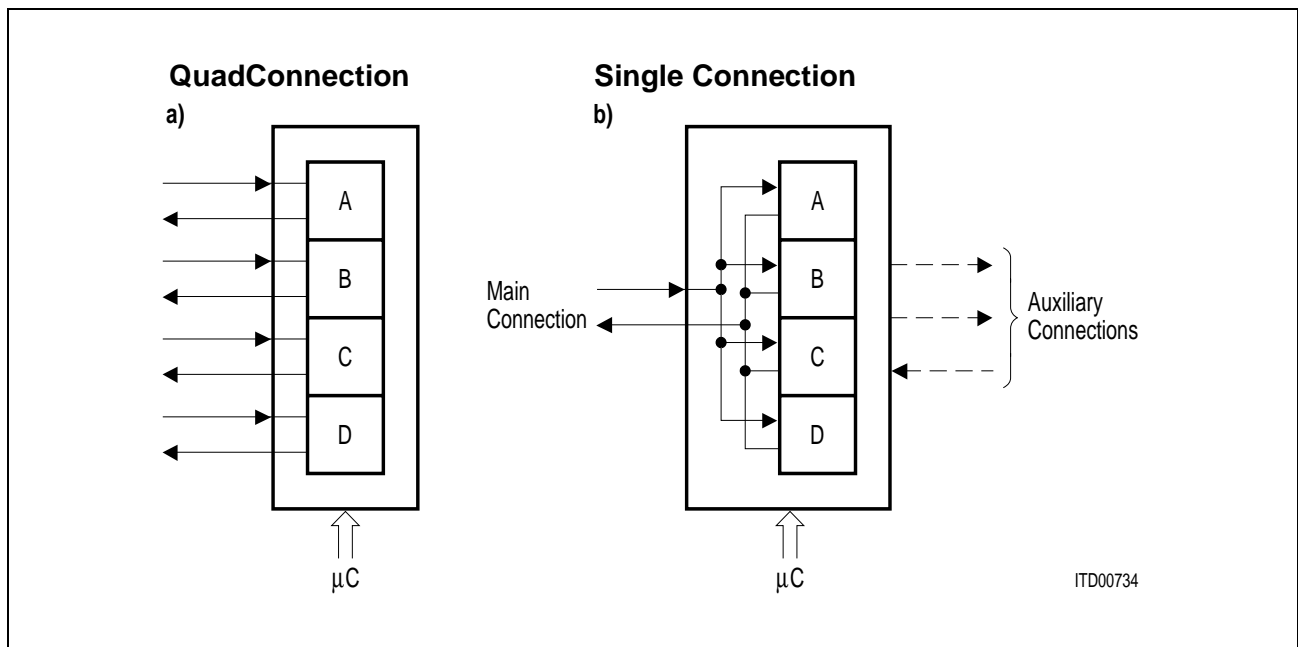 QuadConnection
a)
A
B
C
D
μC
Single Connection
b)
Main
Connection
A
B
C
D
Auxiliary
Connections
μC
ITD00734